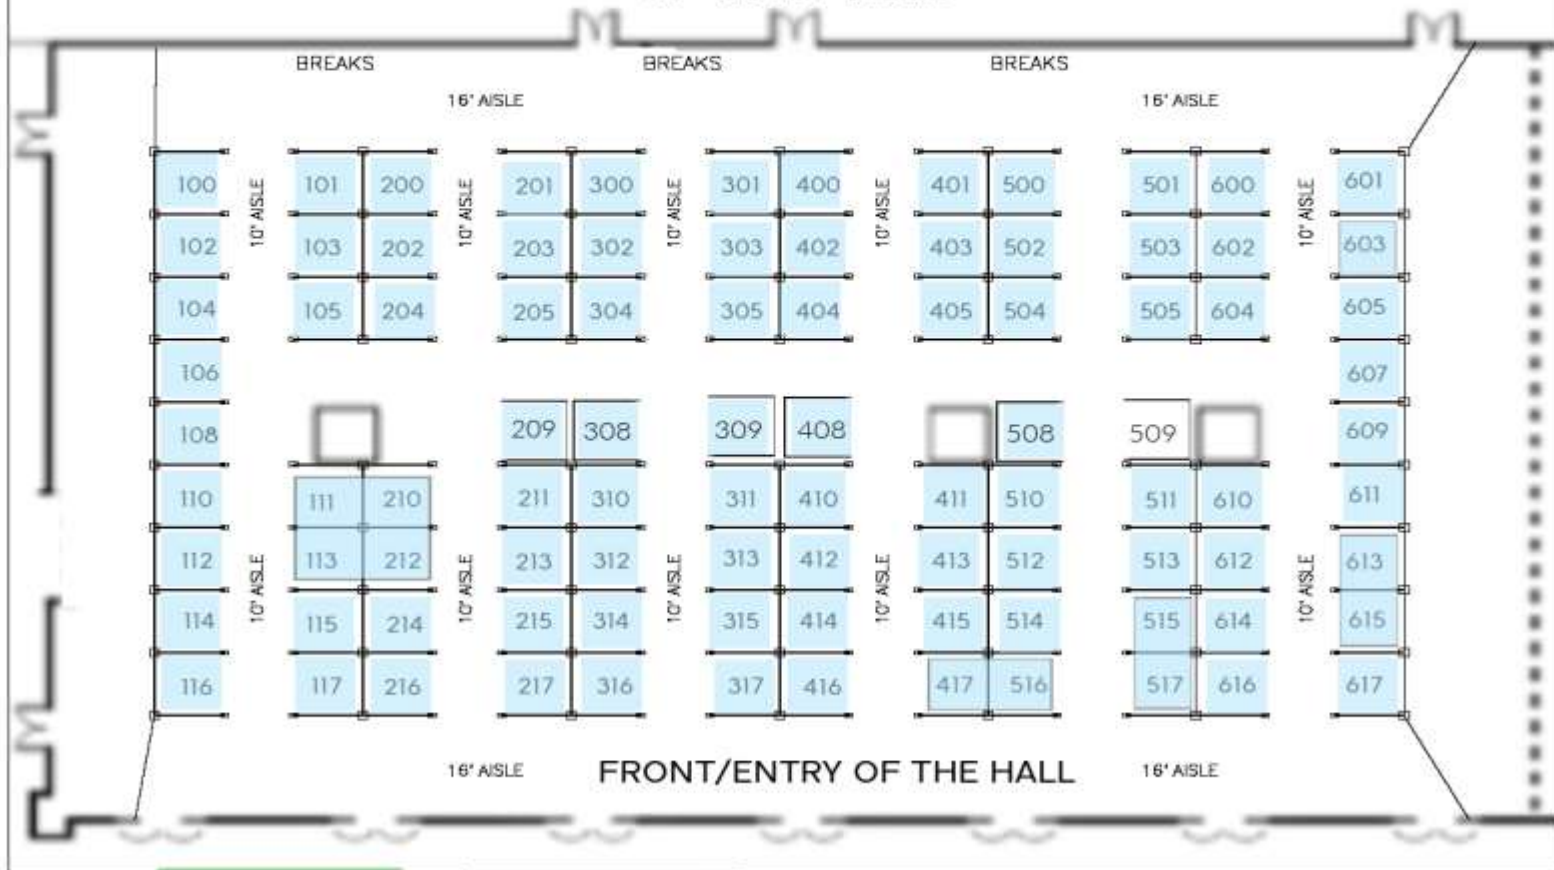 BREAKS BREAKS BREAKS
16' AISLE 16' AISLE
100 101 200 201 300 301 400 401 500 501 600 601
10' AISLE 10' AISLE 10' AISLE 10' AISLE 10' AISLE
102 103 202 203 302 303 402 403 502 503 602 603
104 105 204 205 304 305 404 405 504 505 604 605
106 607
108 209 308 309 408 508 509 609
110 111 210 211 310 311 410 411 510 511 610 611
112 113 212 213 312 313 412 413 512 513 612 613
10' AISLE 10' AISLE 10' AISLE 10' AISLE 10' AISLE
114 115 214 215 314 315 414 415 514 515 614 615
116 117 216 217 316 317 416 417 516 517 616 617
16' AISLE FRONT/ENTRY OF THE HALL 16' AISLE